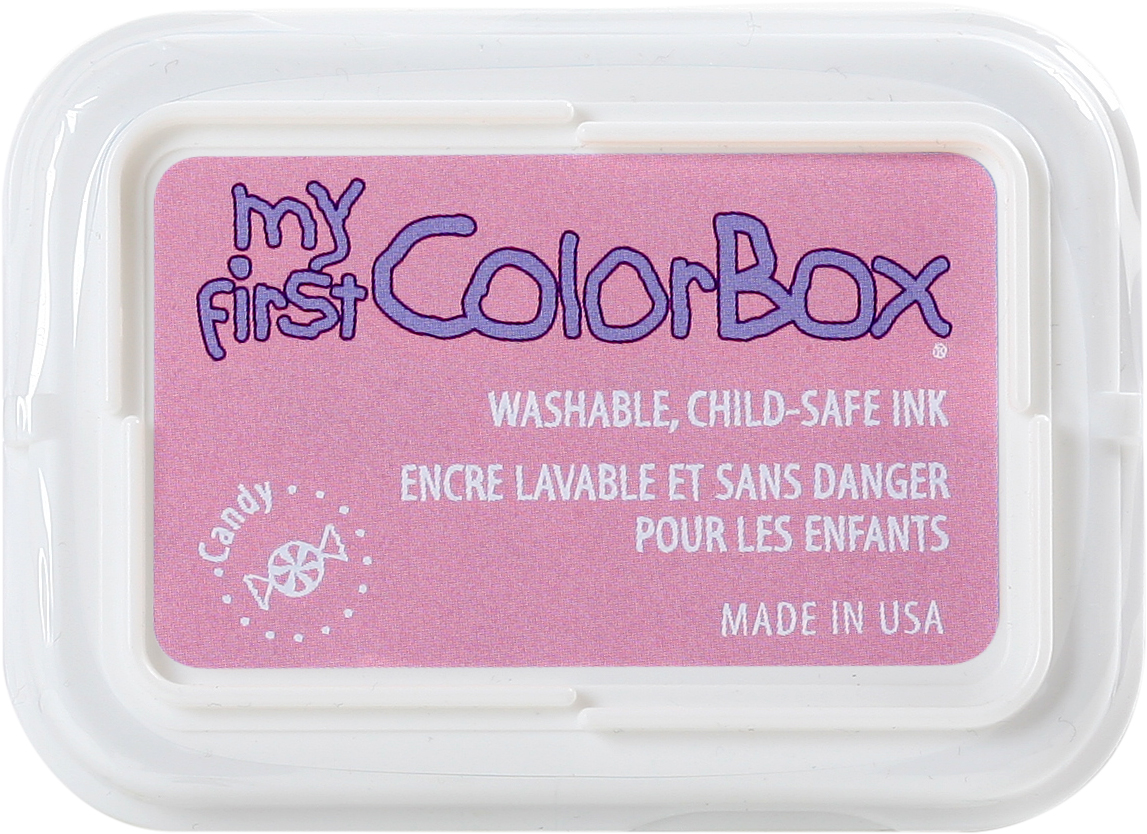 my
first ColorBox®
WASHABLE, CHILD-SAFE INK
ENCRE LAVABLE ET SANS DANGER
POUR LES ENFANTS
Candy
MADE IN USA